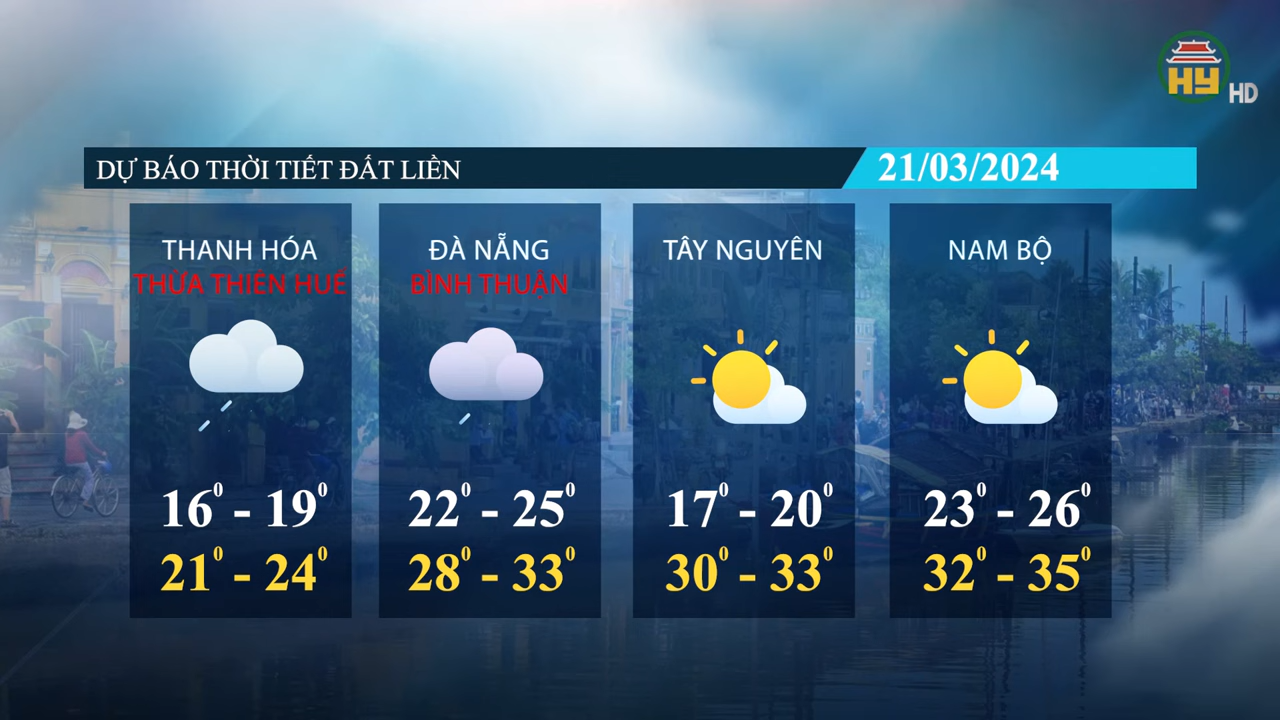 HY HD
DỰ BÁO THỜI TIẾT ĐẤT LIỀN 21/03/2024
THANH HÓA
THỪA THIÊN HUẾ
16⁰ - 19⁰
21⁰ - 24⁰
ĐÀ NẴNG
BÌNH THUẬN
22⁰ - 25⁰
28⁰ - 33⁰
TÂY NGUYÊN
17⁰ - 20⁰
30⁰ - 33⁰
NAM BỘ
23⁰ - 26⁰
32⁰ - 35⁰